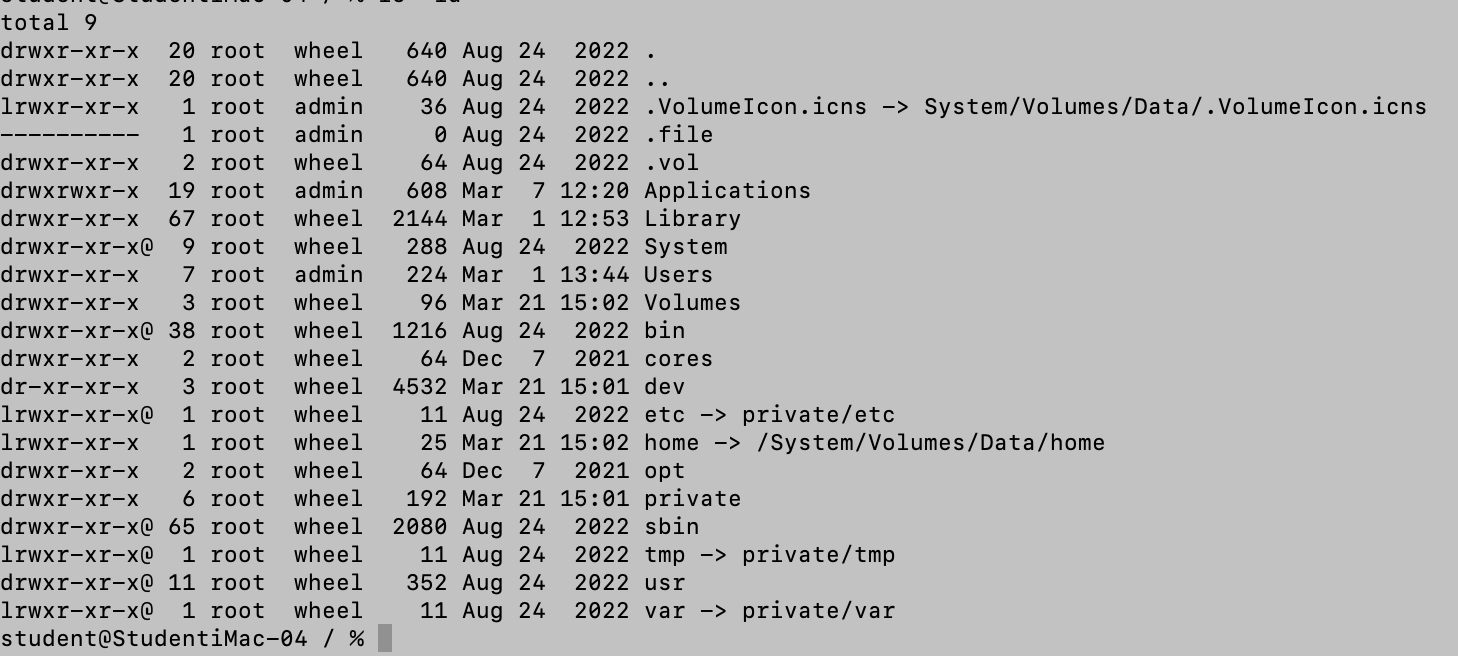 total 9
drwxr-xr-x  20 root  wheel   640 Aug 24  2022 .
drwxr-xr-x  20 root  wheel   640 Aug 24  2022 ..
lrwxr-xr-x   1 root  admin    36 Aug 24  2022 .VolumeIcon.icns -> System/Volumes/Data/.VolumeIcon.icns
----------   1 root  admin     0 Aug 24  2022 .file
drwxr-xr-x   2 root  wheel    64 Aug 24  2022 .vol
drwxrwxr-x  19 root  admin   608 Mar  7 12:20 Applications
drwxr-xr-x  67 root  wheel  2144 Mar  1 12:53 Library
drwxr-xr-x@  9 root  wheel   288 Aug 24  2022 System
drwxr-xr-x   7 root  admin   224 Mar  1 13:44 Users
drwxr-xr-x   3 root  wheel    96 Mar 21 15:02 Volumes
drwxr-xr-x@ 38 root  wheel  1216 Aug 24  2022 bin
drwxr-xr-x   2 root  wheel    64 Dec  7  2021 cores
dr-xr-xr-x   3 root  wheel  4532 Mar 21 15:01 dev
lrwxr-xr-x@  1 root  wheel    11 Aug 24  2022 etc -> private/etc
lrwxr-xr-x   1 root  wheel    25 Mar 21 15:02 home -> /System/Volumes/Data/home
drwxr-xr-x   2 root  wheel    64 Dec  7  2021 opt
drwxr-xr-x   6 root  wheel   192 Mar 21 15:01 private
drwxr-xr-x@ 65 root  wheel  2080 Aug 24  2022 sbin
lrwxr-xr-x@  1 root  wheel    11 Aug 24  2022 tmp -> private/tmp
drwxr-xr-x@ 11 root  wheel   352 Aug 24  2022 usr
lrwxr-xr-x@  1 root  wheel    11 Aug 24  2022 var -> private/var
student@StudentiMac-04 / %